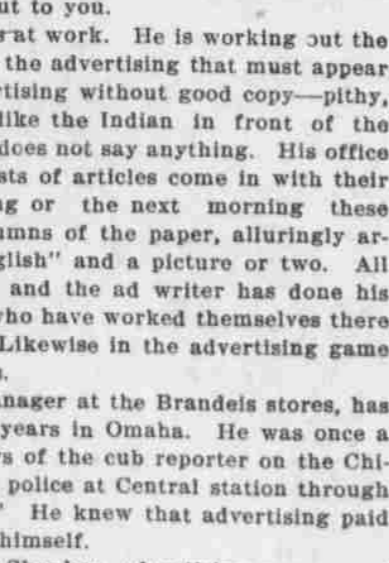 ut to you.
s at work. He is working out the
the advertising that must appear
rtising without good copy—pithy,
like the Indian in front of the
does not say anything. His office
sts of articles come in with their
ng or the next morning these
umns of the paper, alluringly ar-
glish" and a picture or two. All
and the ad writer has done his
who have worked themselves there
Likewise in the advertising game
s.
anager at the Brandeis stores, has
years in Omaha. He was once a
ys of the cub reporter on the Chi-
police at Central station through
" He knew that advertising paid
himself.